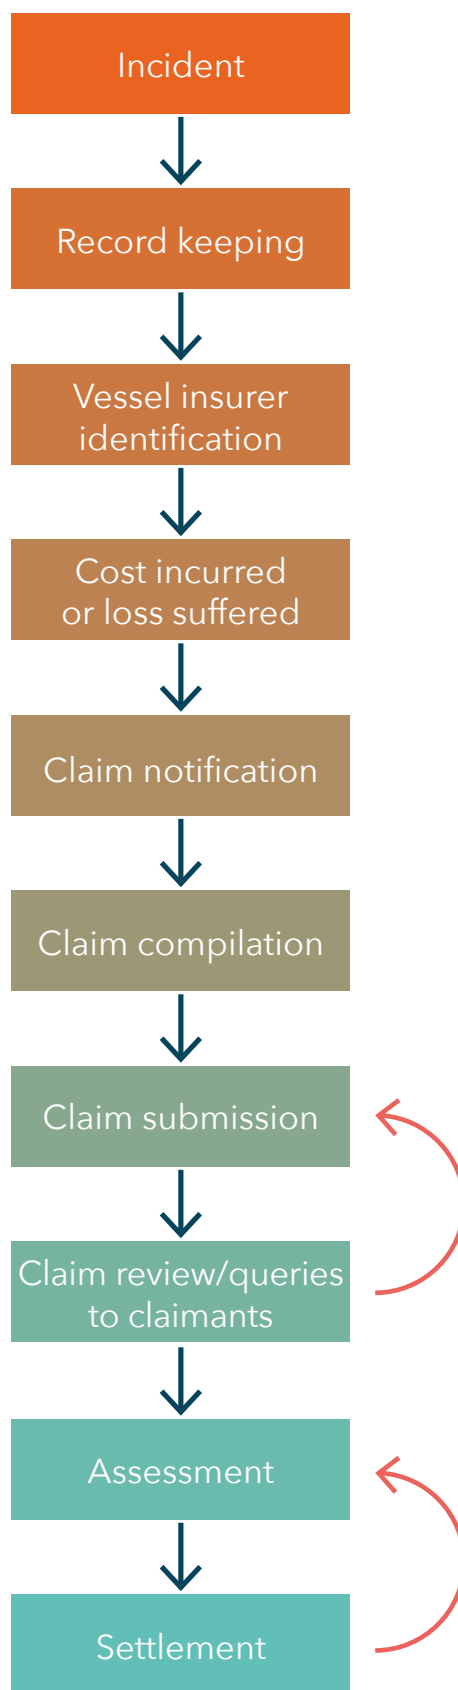 Incident
Record keeping
Vessel insurer
identification
Cost incurred
or loss suffered
Claim notification
Claim compilation
Claim submission
Claim review/queries
to claimants
Assessment
Settlement